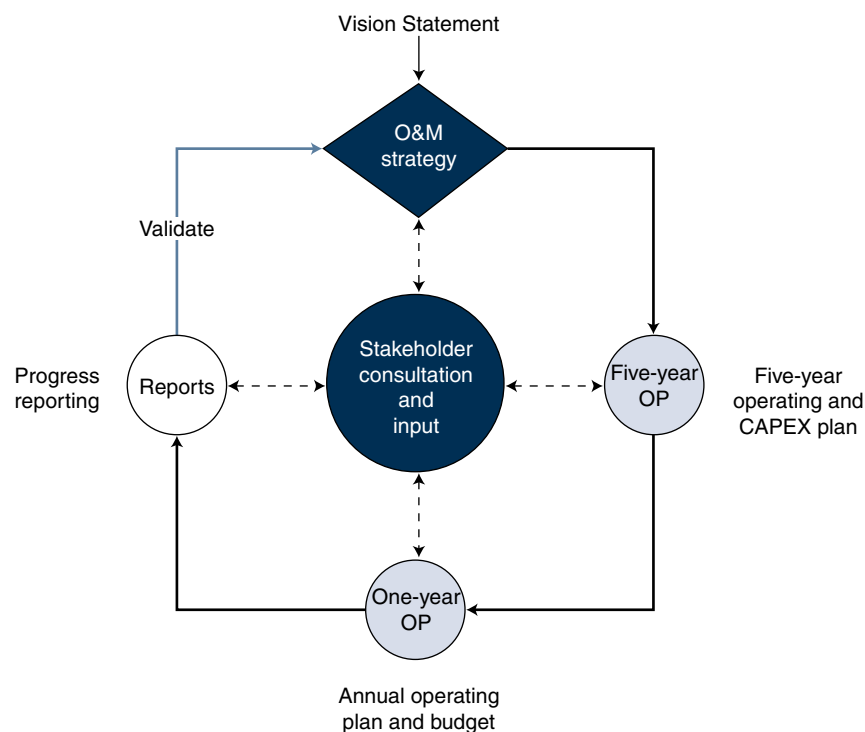 Vision Statement
O&M
strategy
Validate
Stakeholder
consultation
and
input
Progress
reporting
Reports
Five-year
OP
Five-year
operating and
CAPEX plan
One-year
OP
Annual operating
plan and budget